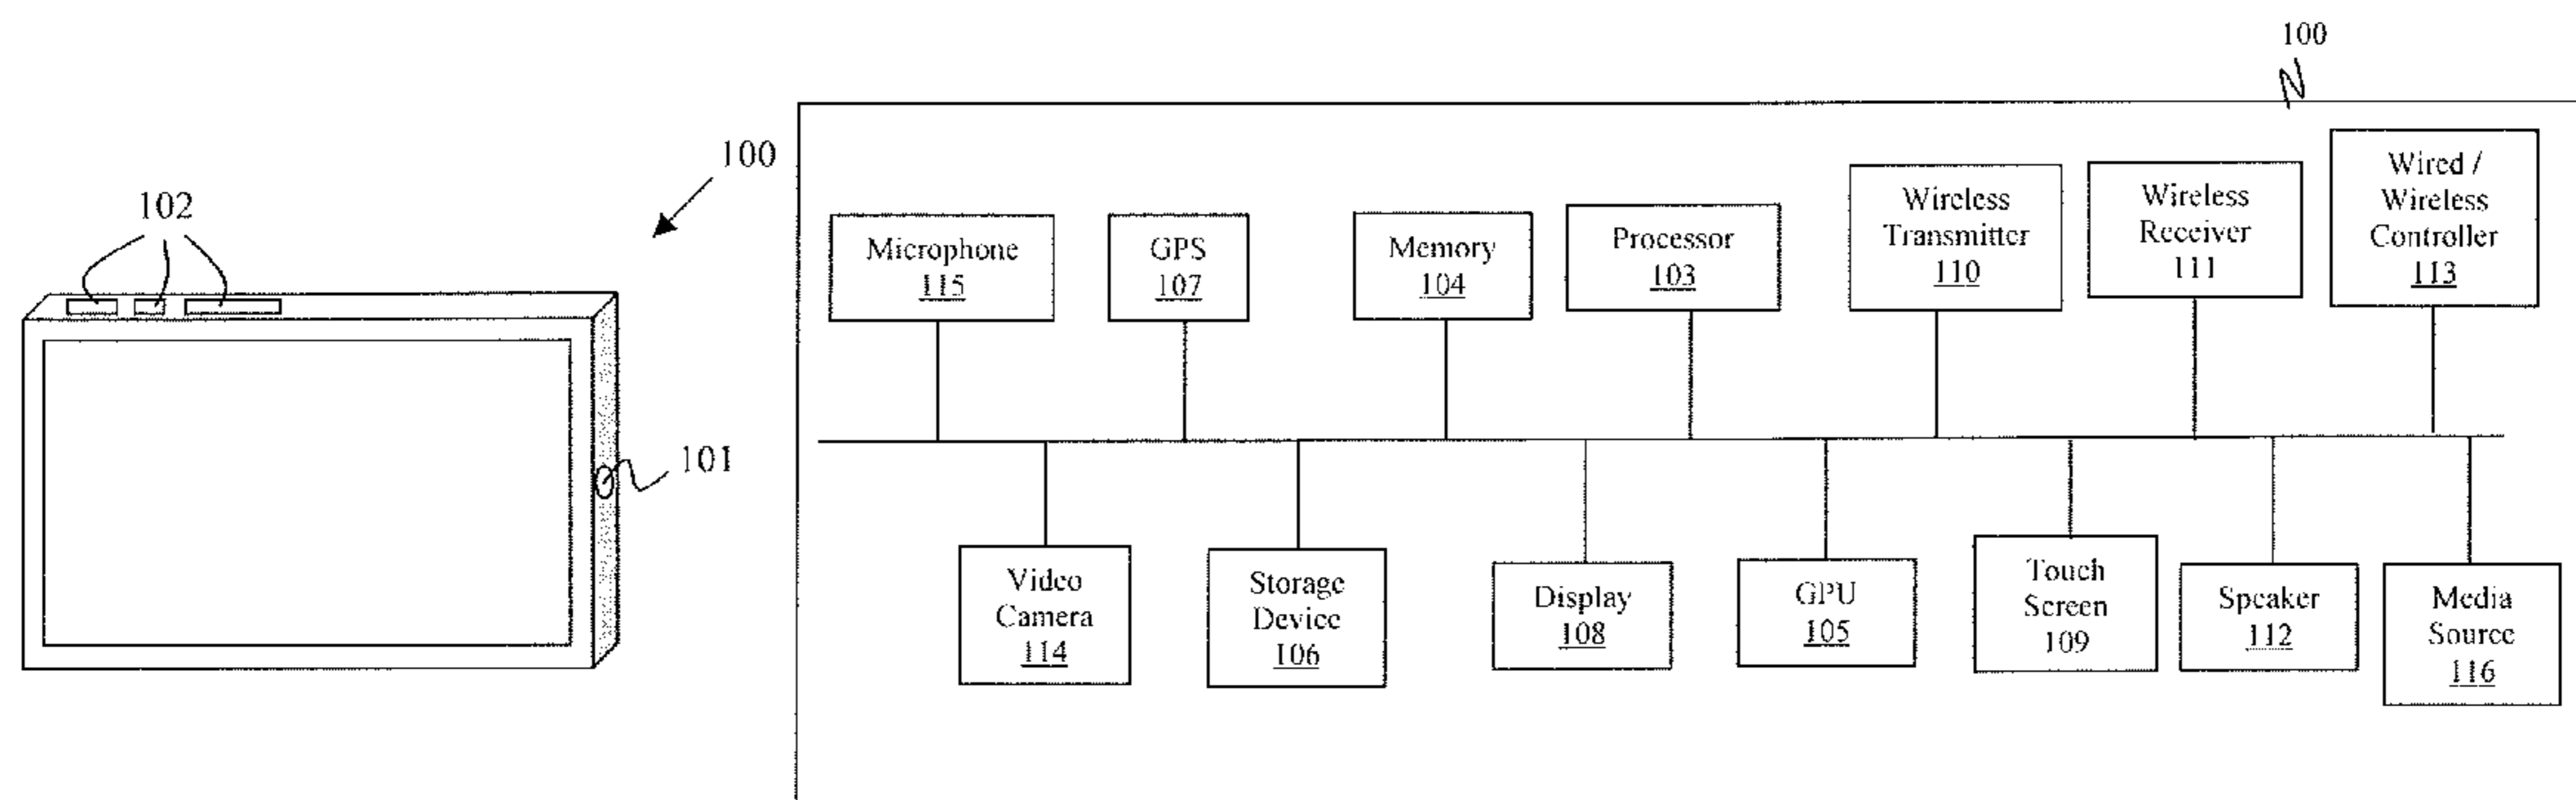 100
102
100
101
Microphone
115
GPS
107
Memory
104
Processor
103
Wireless
Transmitter
110
Wireless
Receiver
111
Wired /
Wireless
Controller
113
Video
Camera
114
Storage
Device
106
Display
108
GPU
105
Touch
Screen
109
Speaker
112
Media
Source
116